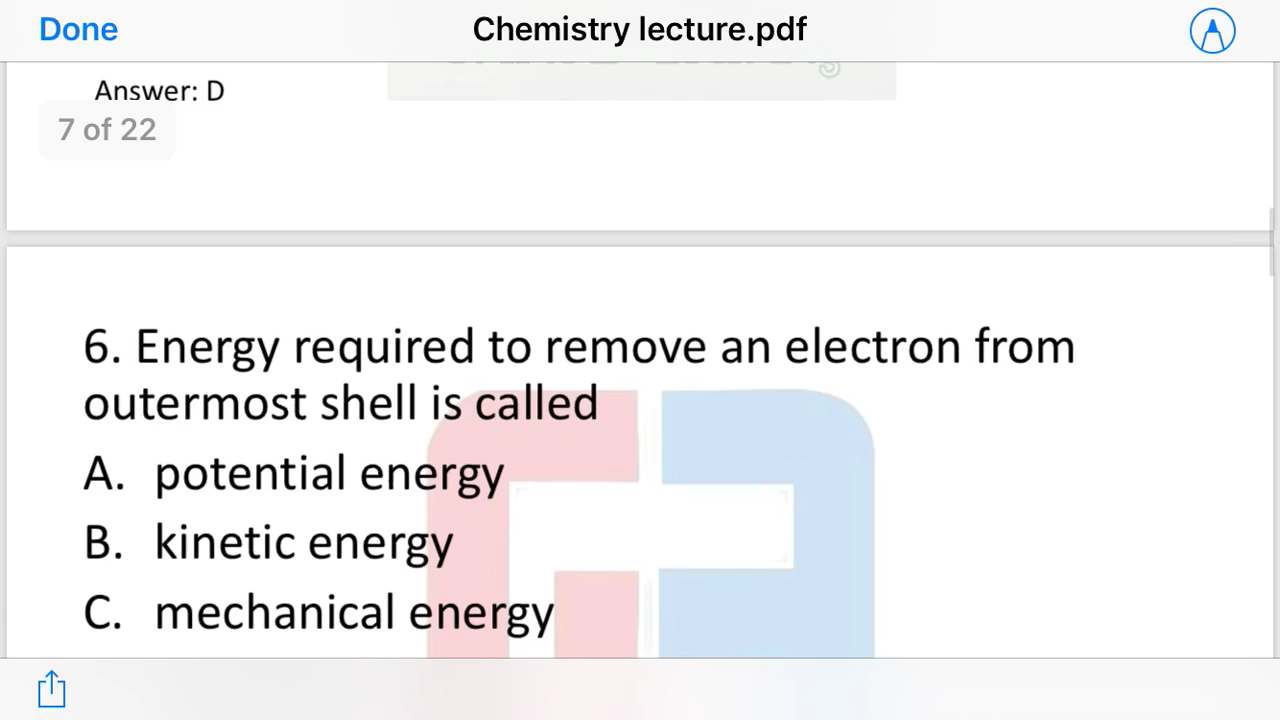 Done
Chemistry lecture.pdf
Answer: D
7 of 22
6. Energy required to remove an electron from
outermost shell is called
A. potential energy
B. kinetic energy
C. mechanical energy